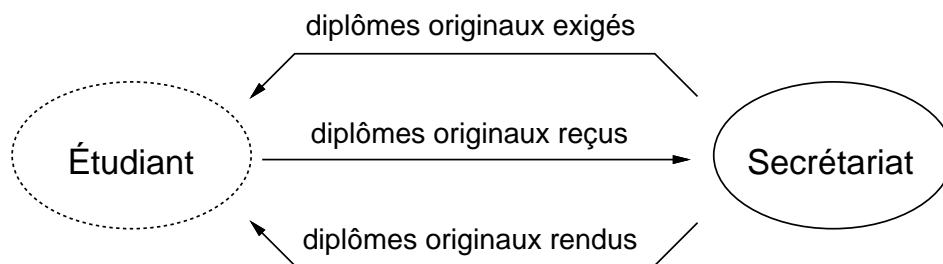 diplômes originaux exigés
diplômes originaux reçus
Étudiant
Secrétariat
diplômes originaux rendus